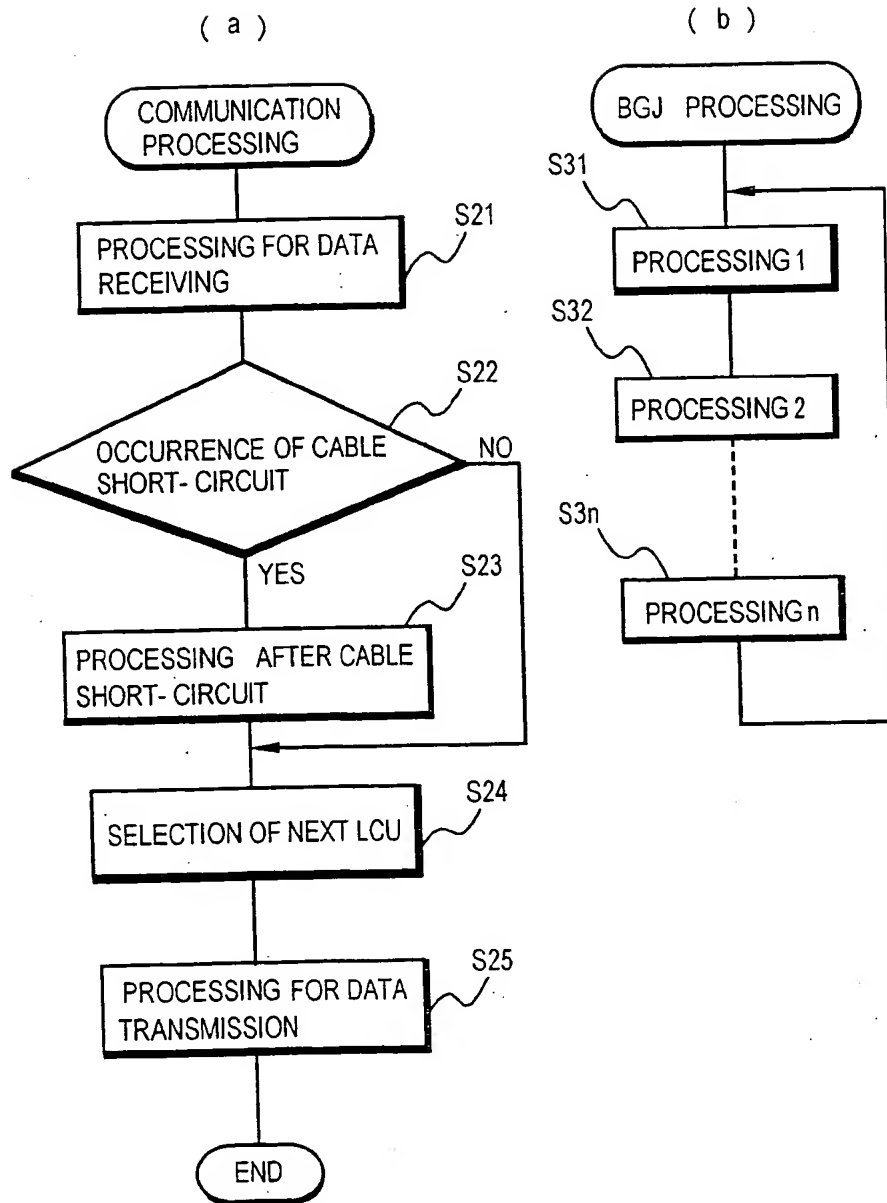 ( a )
COMMUNICATION
PROCESSING
S21
PROCESSING FOR DATA
RECEIVING
S22
OCCURRENCE OF CABLE
SHORT- CIRCUIT
NO
YES
S23
PROCESSING AFTER CABLE
SHORT- CIRCUIT
S24
SELECTION OF NEXT LCU
S25
PROCESSING FOR DATA
TRANSMISSION
END
( b )
BGJ PROCESSING
S31
PROCESSING 1
S32
PROCESSING 2
S3n
PROCESSING n